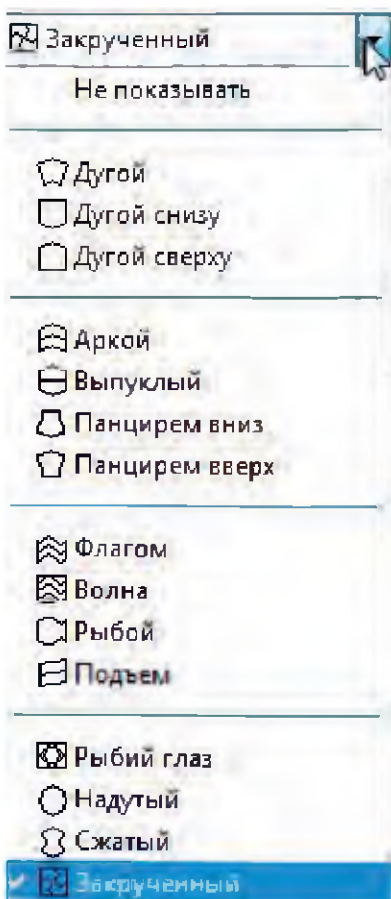 Закрученный
Не показывать
Дугой
Дугой снизу
Дугой сверху
Аркой
Выпуклый
Панцирем вниз
Панцирем вверх
Флагом
Волна
Рыбой
Подъем
Рыбий глаз
Надутый
Сжатый
Закрученный